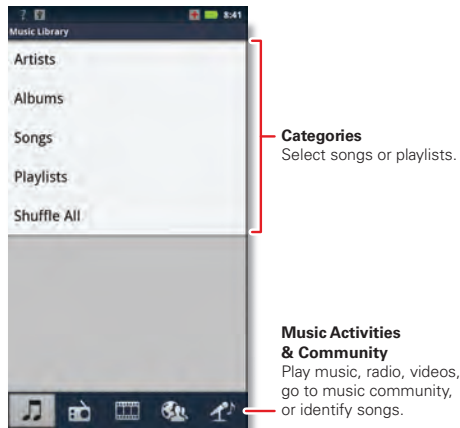 8:41
Music Library
Artists
Albums
Songs
Playlists
Shuffle All
Categories
Select songs or playlists.
Music Activities
& Community
Play music, radio, videos,
go to music community,
or identify songs.